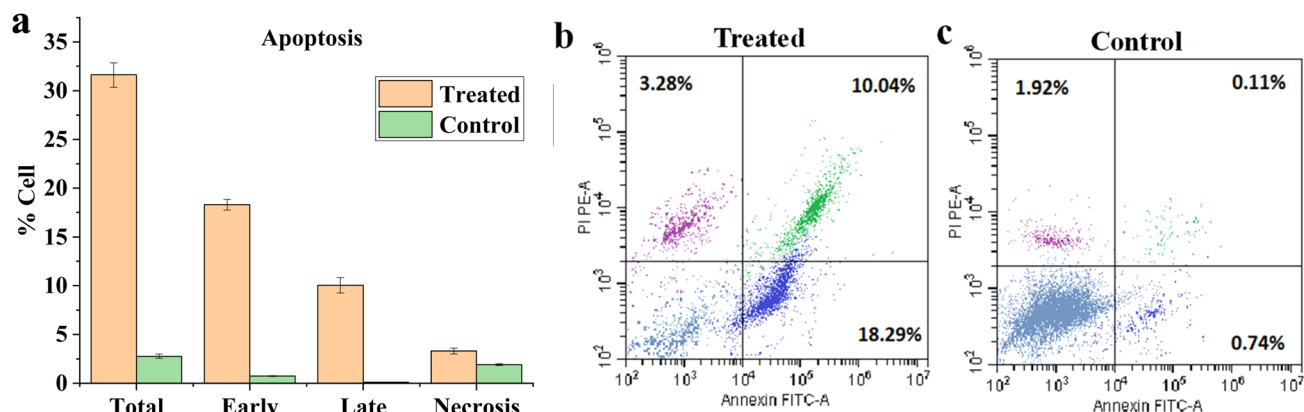 a
Apoptosis
35
30
25
20
15
10
5
0
% Cell
Treated
Control
Total
Early
Late
Necrosis
b
Treated
3.28%
10.04%
18.29%
10^6
10^5
10^4
10^3
10^2
PI PE-A
10^2
10^3
10^4
10^5
10^6
10^7
Annexin FITC-A
c
Control
1.92%
0.11%
0.74%
10^6
10^5
10^4
10^3
10^2
PI PE-A
10^2
10^3
10^4
10^5
10^6
10^7
Annexin FITC-A